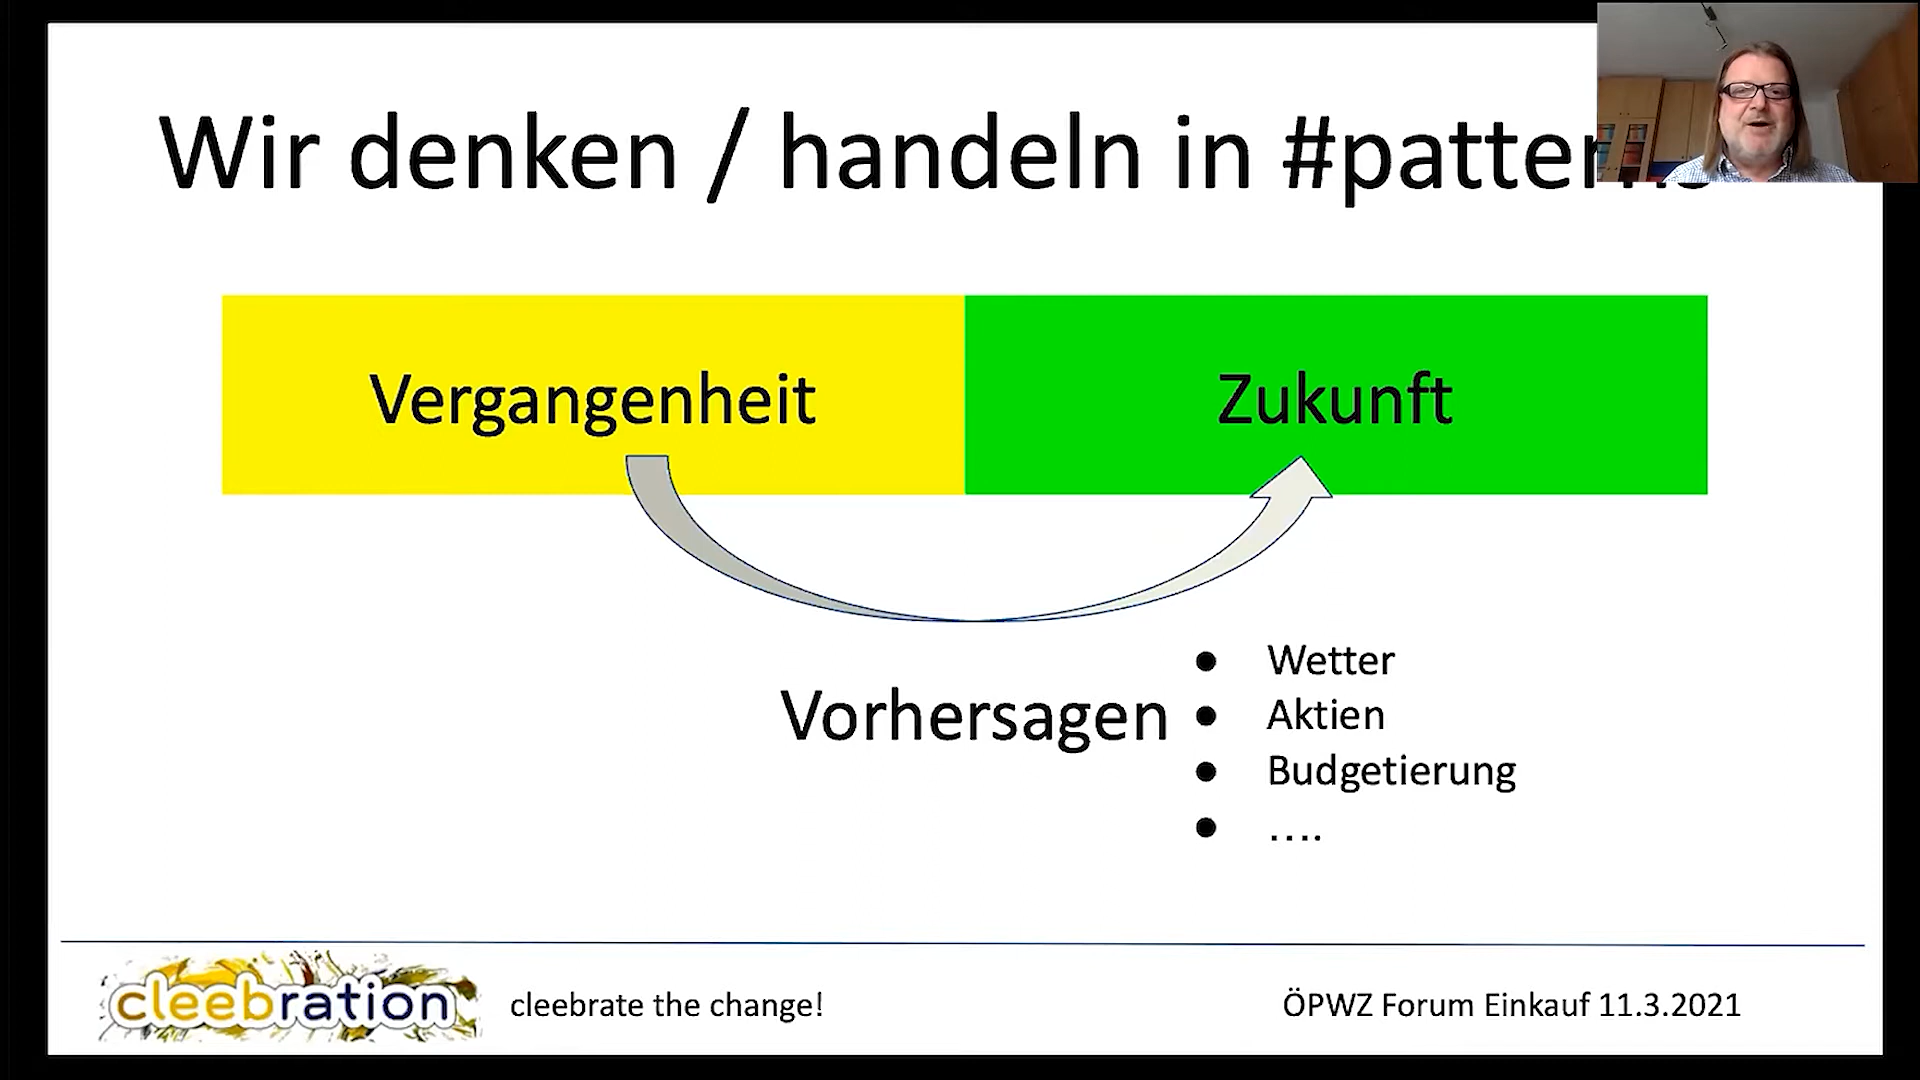 Wir denken / handeln in #patterns
Vergangenheit
Zukunft
Vorhersagen
● Wetter
● Aktien
● Budgetierung
● ....
cleebration
cleebrate the change!
ÖPWZ Forum Einkauf 11.3.2021